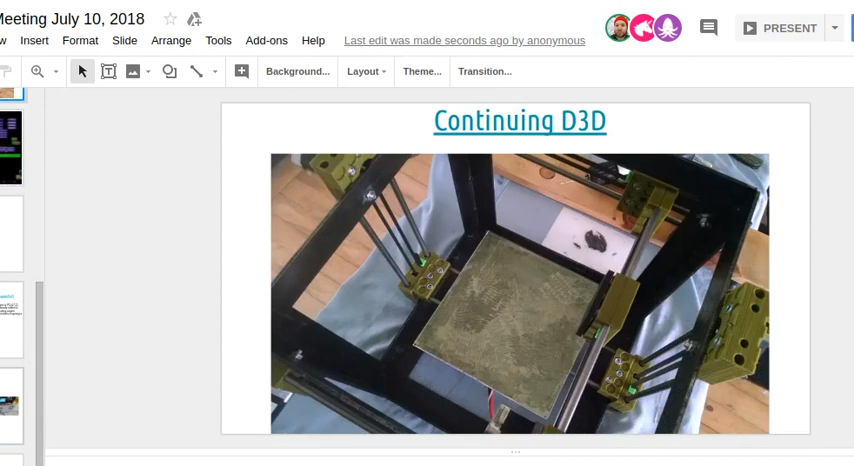 Meeting July 10, 2018
Insert Format Slide Arrange Tools Add-ons Help Last edit was made seconds ago by anonymous
PRESENT
Background... Layout Theme... Transition...
Continuing D3D